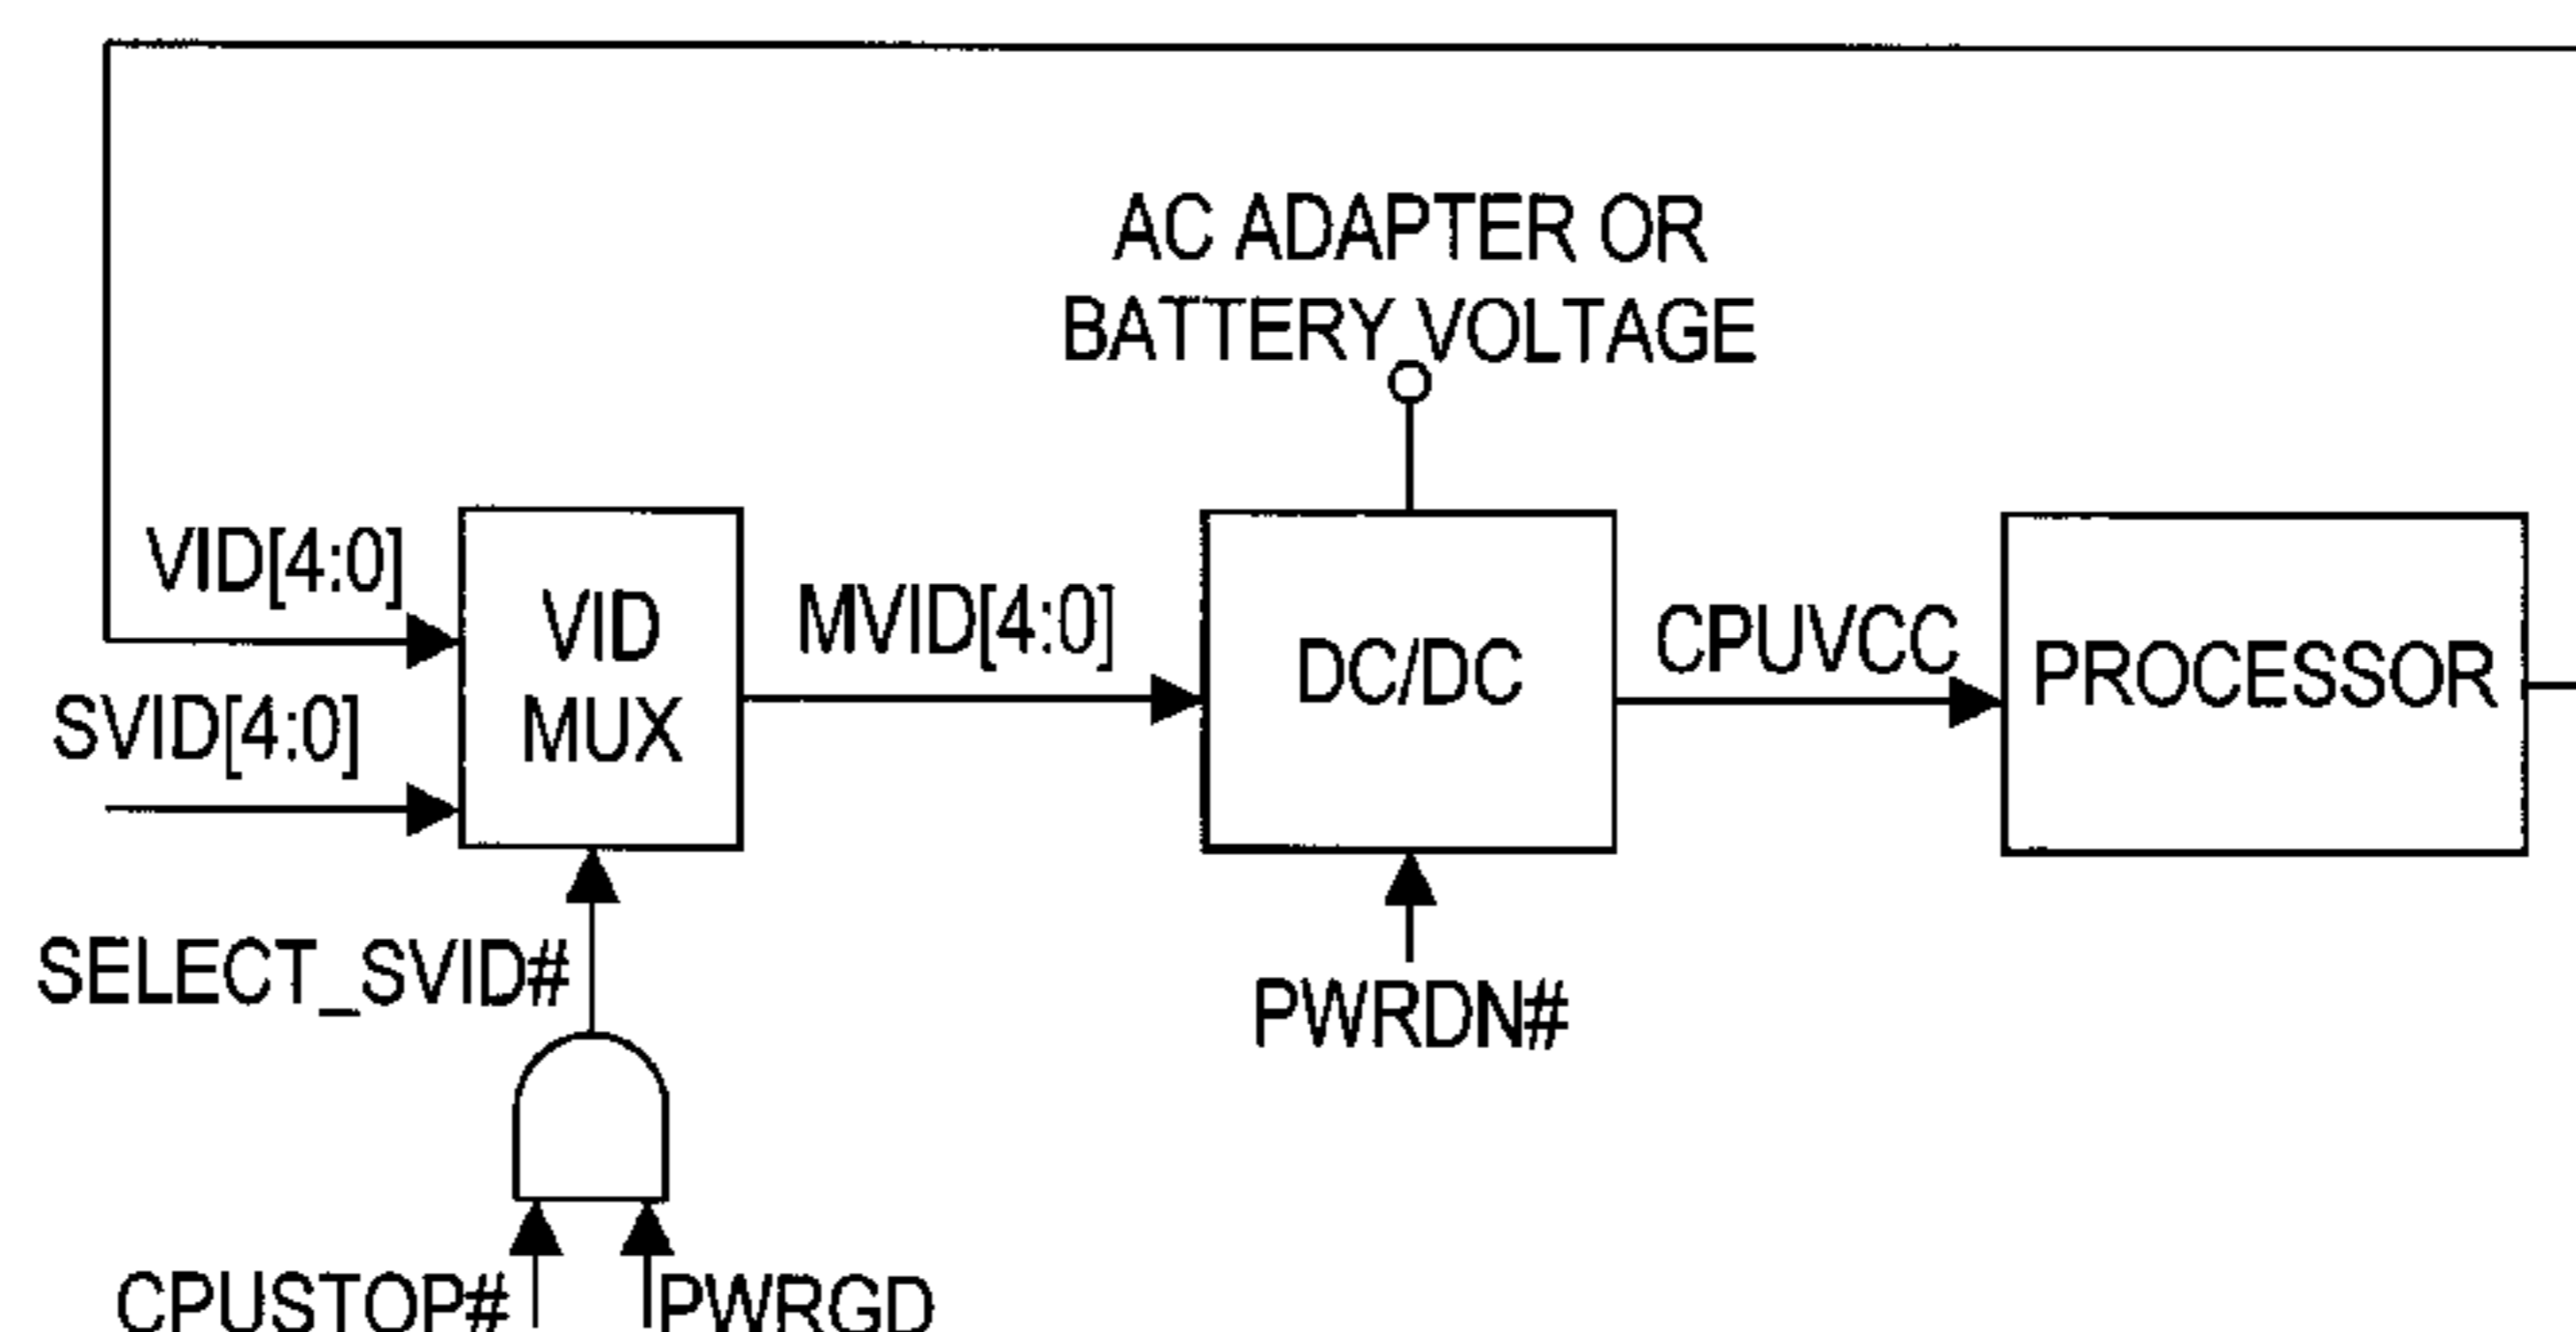 AC ADAPTER OR
BATTERY VOLTAGE
VID[4:0]
SVID[4:0]
VID
MUX
MVID[4:0]
DC/DC
CPUVCC
PROCESSOR
SELECT_SVID#
PWRDN#
CPUSTOP#
PWRGD